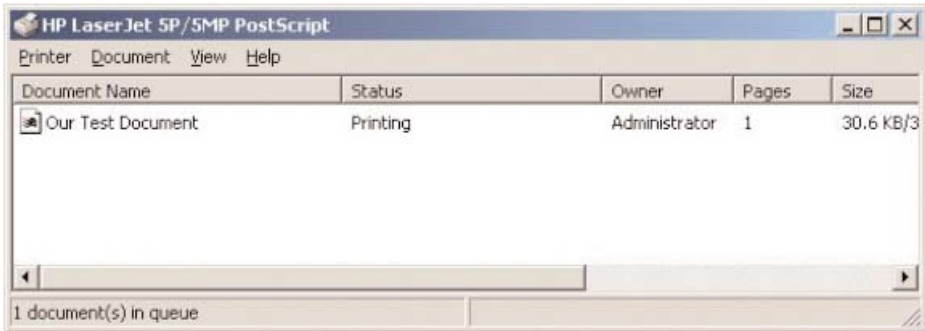 HP LaserJet 5P/5MP PostScript
Printer Document View Help
Document Name Status Owner Pages Size
Our Test Document Printing Administrator 1 30.6 KB/3
1 document(s) in queue